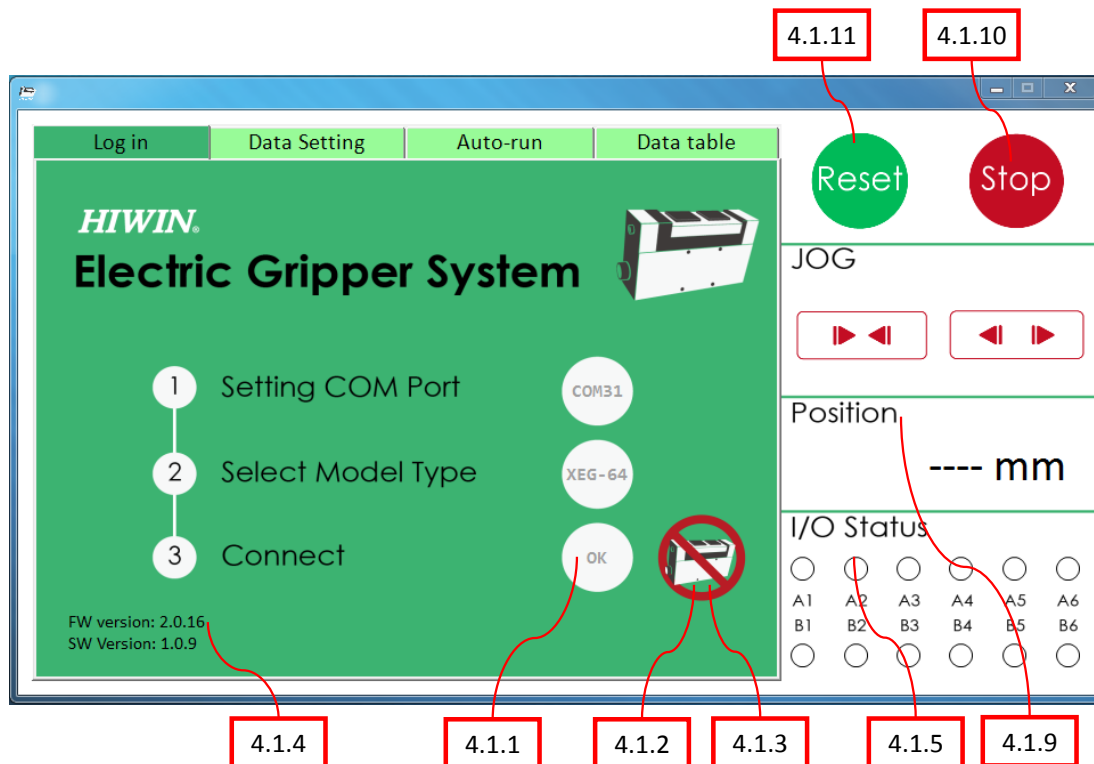 4.1.11
4.1.10
Log in
Data Setting
Auto-run
Data table
Reset
Stop
HIWIN®
Electric Gripper System
JOG
1
Setting COM Port
COM31
2
Select Model Type
XEG-64
3
Connect
OK
Position
---- mm
I/O Status
A1 A2 A3 A4 A5 A6
B1 B2 B3 B4 B5 B6
FW version: 2.0.16
SW Version: 1.0.9
4.1.4
4.1.1
4.1.2
4.1.3
4.1.5
4.1.9